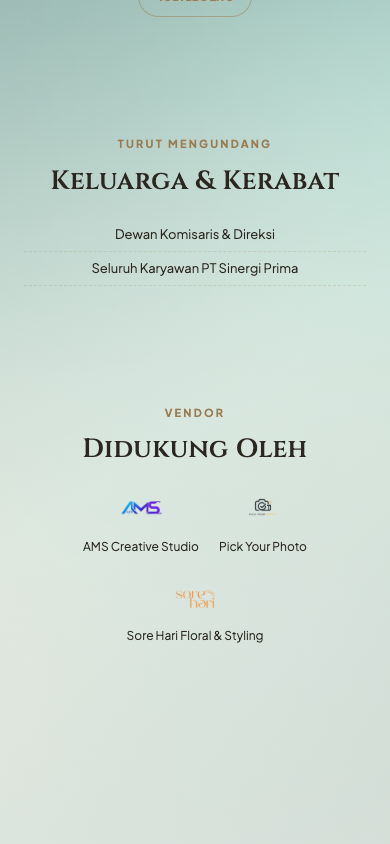 TURUT MENGUNDANG
KELUARGA & KERABAT
Dewan Komisaris & Direksi
Seluruh Karyawan PT Sinergi Prima
VENDOR
DIDUKUNG OLEH
AMS
AMS Creative Studio
Pick Your Photo
sore hari
Sore Hari Floral & Styling